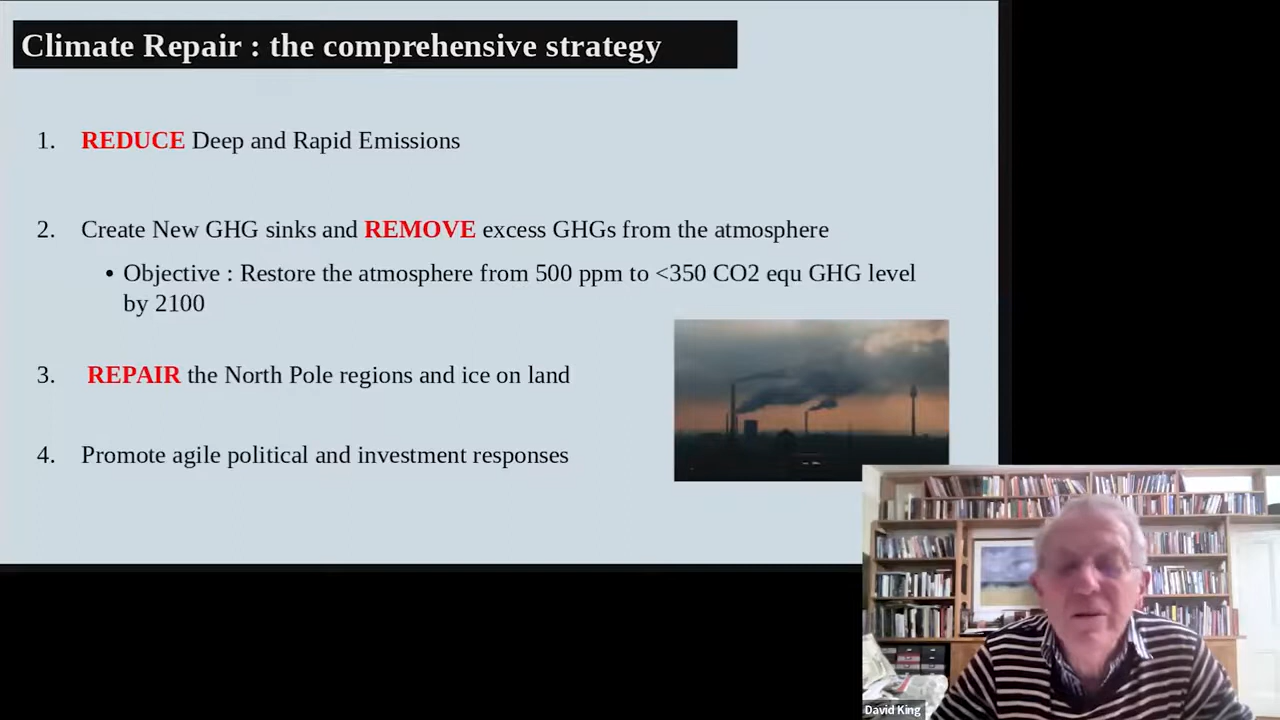 Climate Repair : the comprehensive strategy
1. REDUCE Deep and Rapid Emissions
2. Create New GHG sinks and REMOVE excess GHGs from the atmosphere
• Objective : Restore the atmosphere from 500 ppm to <350 CO2 equ GHG level
by 2100
3. REPAIR the North Pole regions and ice on land
4. Promote agile political and investment responses
David King